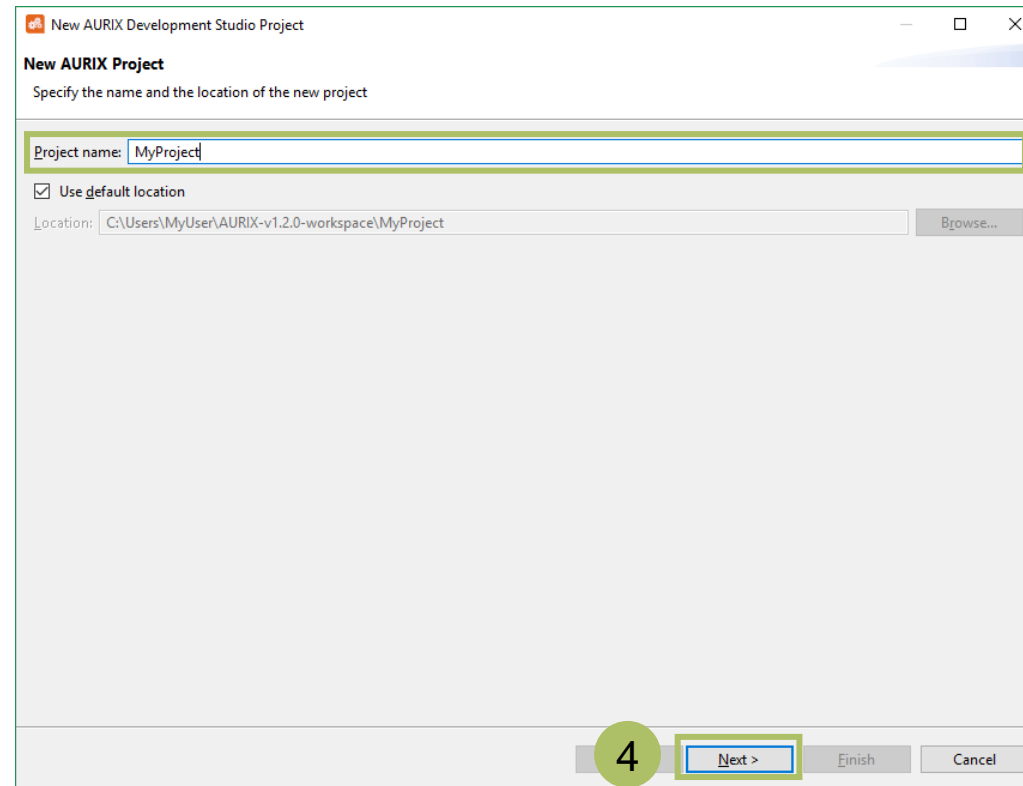 New AURIX Development Studio Project
New AURIX Project
Specify the name and the location of the new project
Project name: MyProject
Use default location
Location: C:\Users\MyUser\AURIX-v1.2.0-workspace\MyProject Browse...
4 Next > Finish Cancel